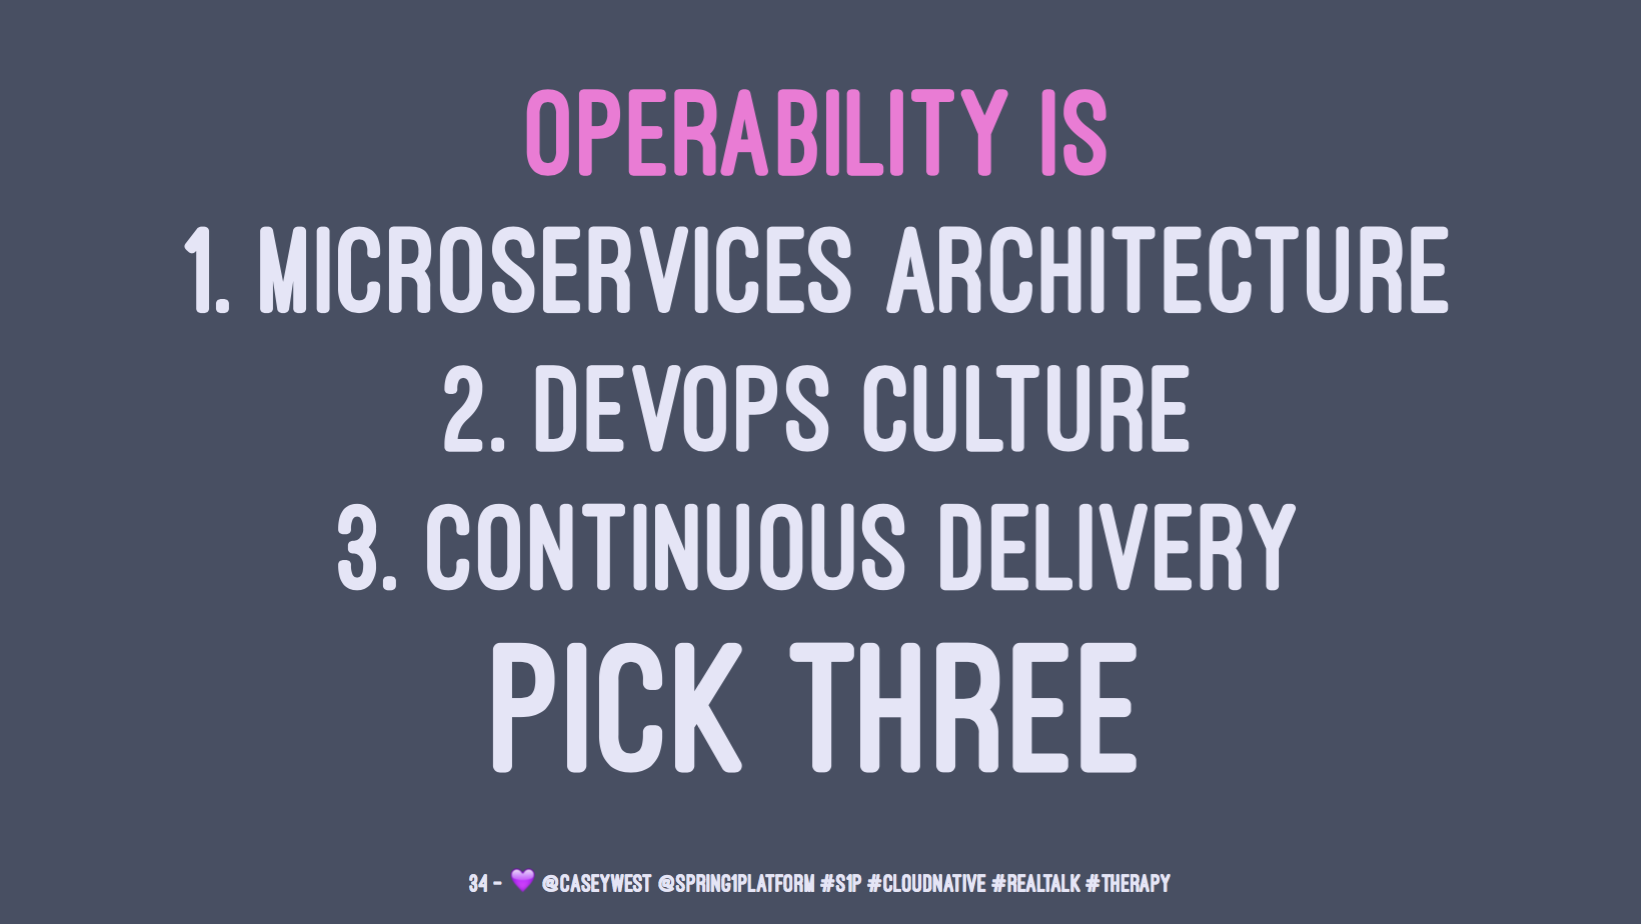 OPERABILITY IS
1. MICROSERVICES ARCHITECTURE
2. DEVOPS CULTURE
3. CONTINUOUS DELIVERY
PICK THREE
34 - 💜 @CASEYWEST @SPRING1PLATFORM #S1P #CLOUDNATIVE #REALTALK #THERAPY